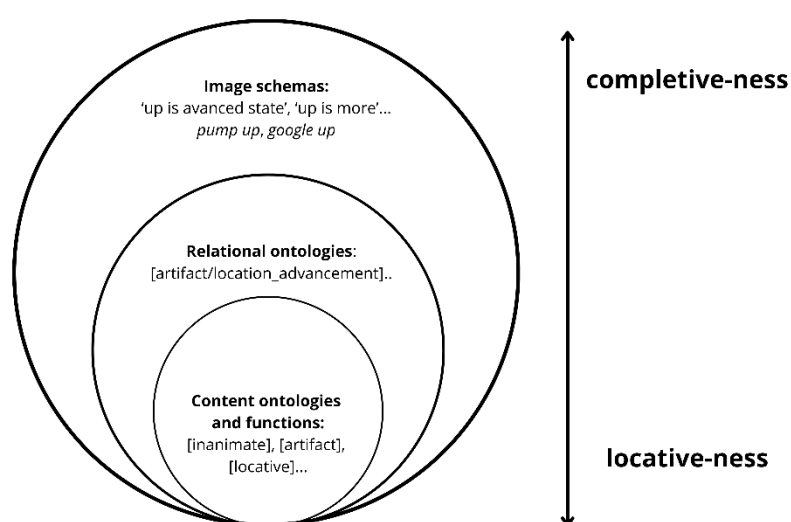 Image schemas:
‘up is avanced state’, ‘up is more’...
pump up, google up
completive-ness
Relational ontologies:
[artifact/location_advancement]..
Content ontologies
and functions:
[inanimate], [artifact],
[locative]...
locative-ness